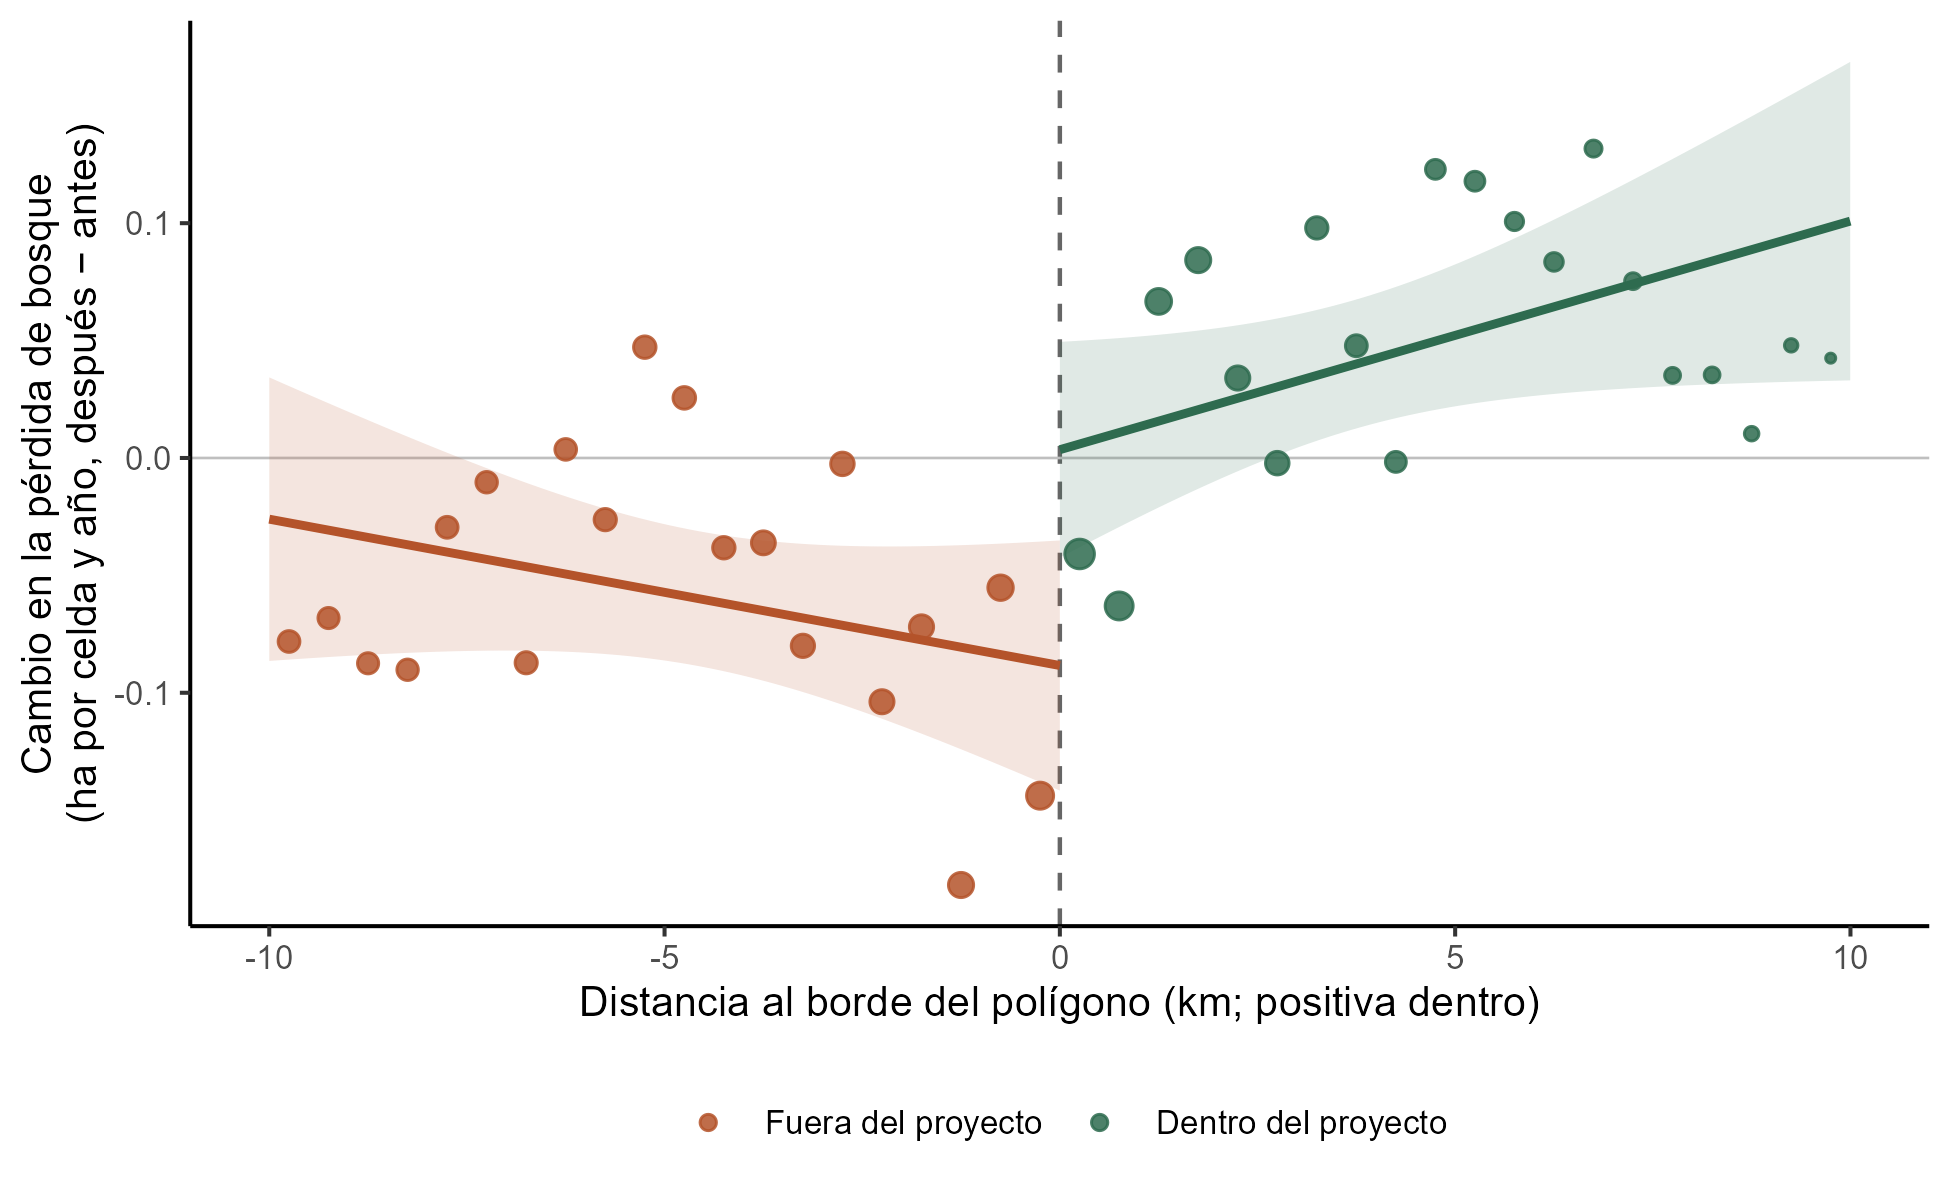 Cambio en la pérdida de bosque
(ha por celda y año, después − antes)
0.1
0.0
-0.1
-10
-5
0
5
10
Distancia al borde del polígono (km; positiva dentro)
Fuera del proyecto
Dentro del proyecto